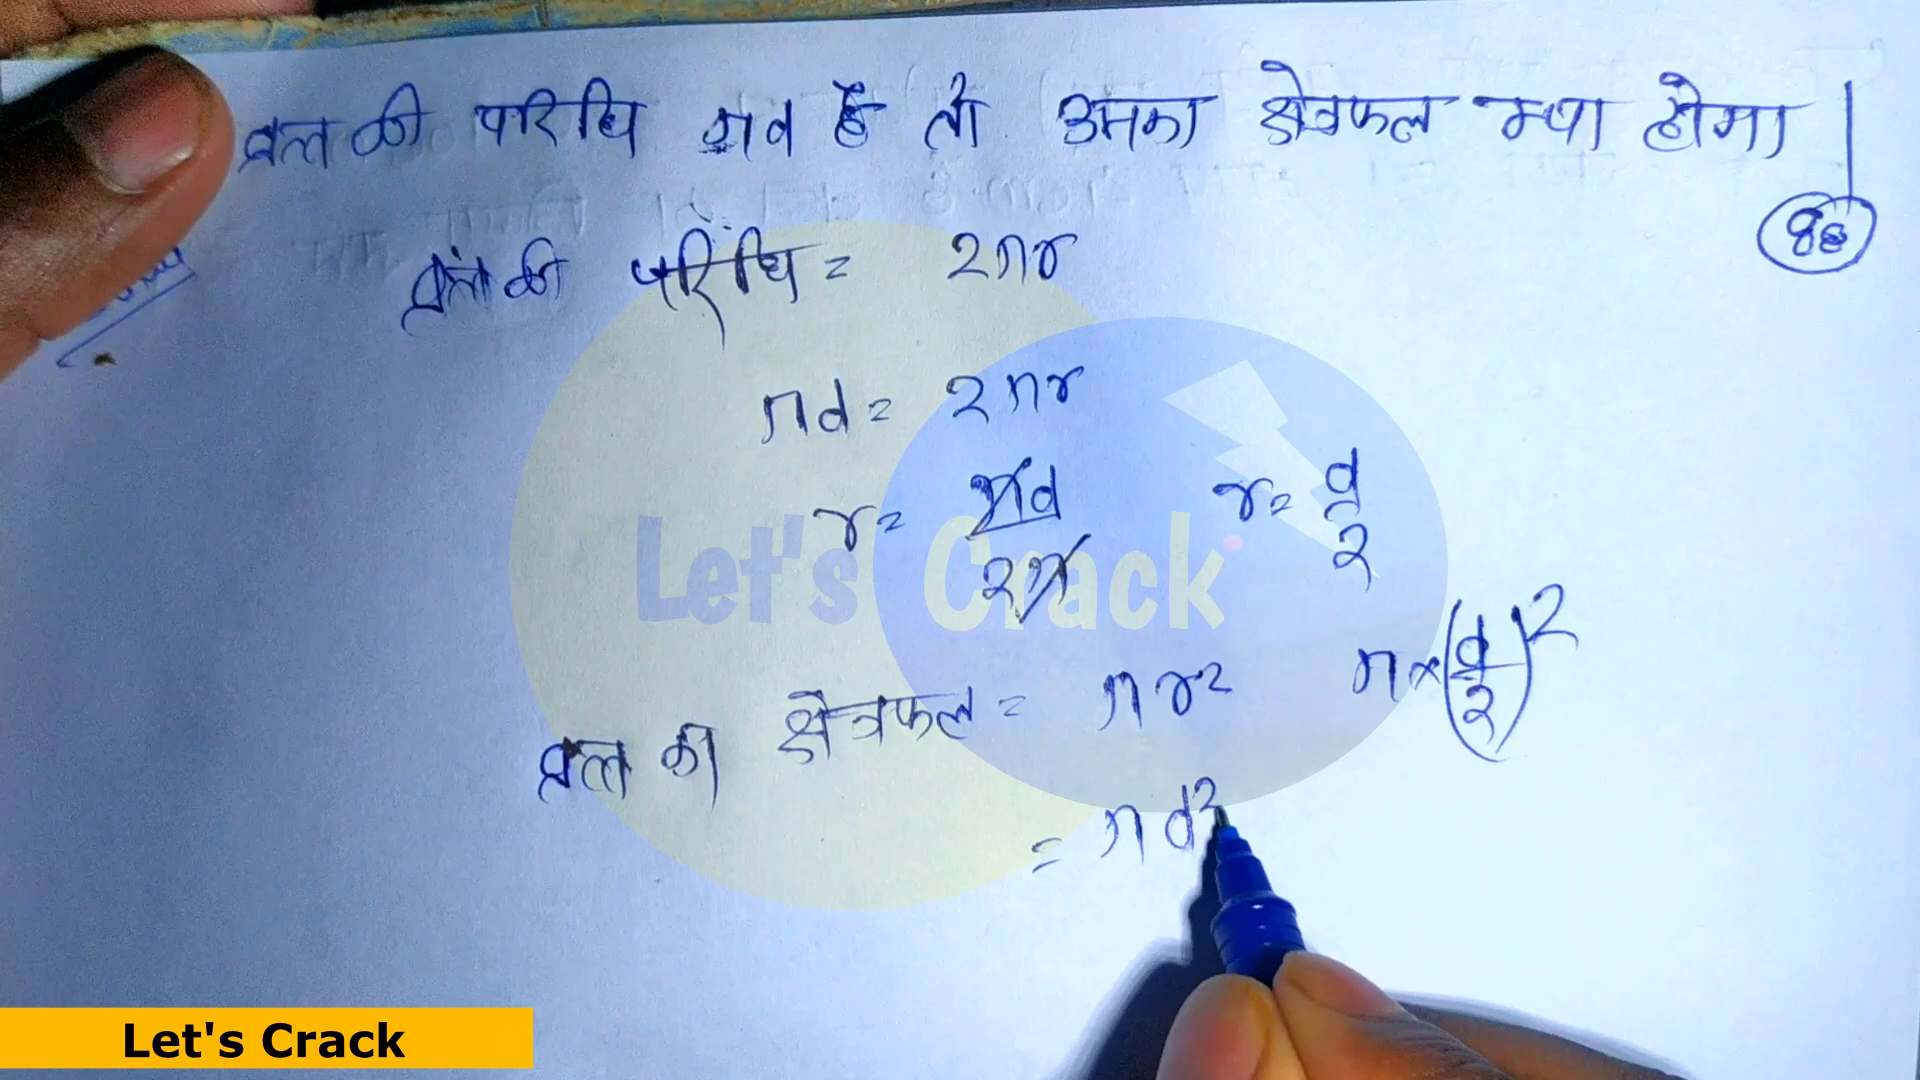 वृत्त की परिधि πd है तो उसका क्षेत्रफल क्या होगा |
वृत्त की परिधि = 2πr
πd = 2πr
r = πd / 2π r = d/2
Let's Crack
वृत्त का क्षेत्रफल = πr² π×(d/2)²
= πd²
Let's Crack